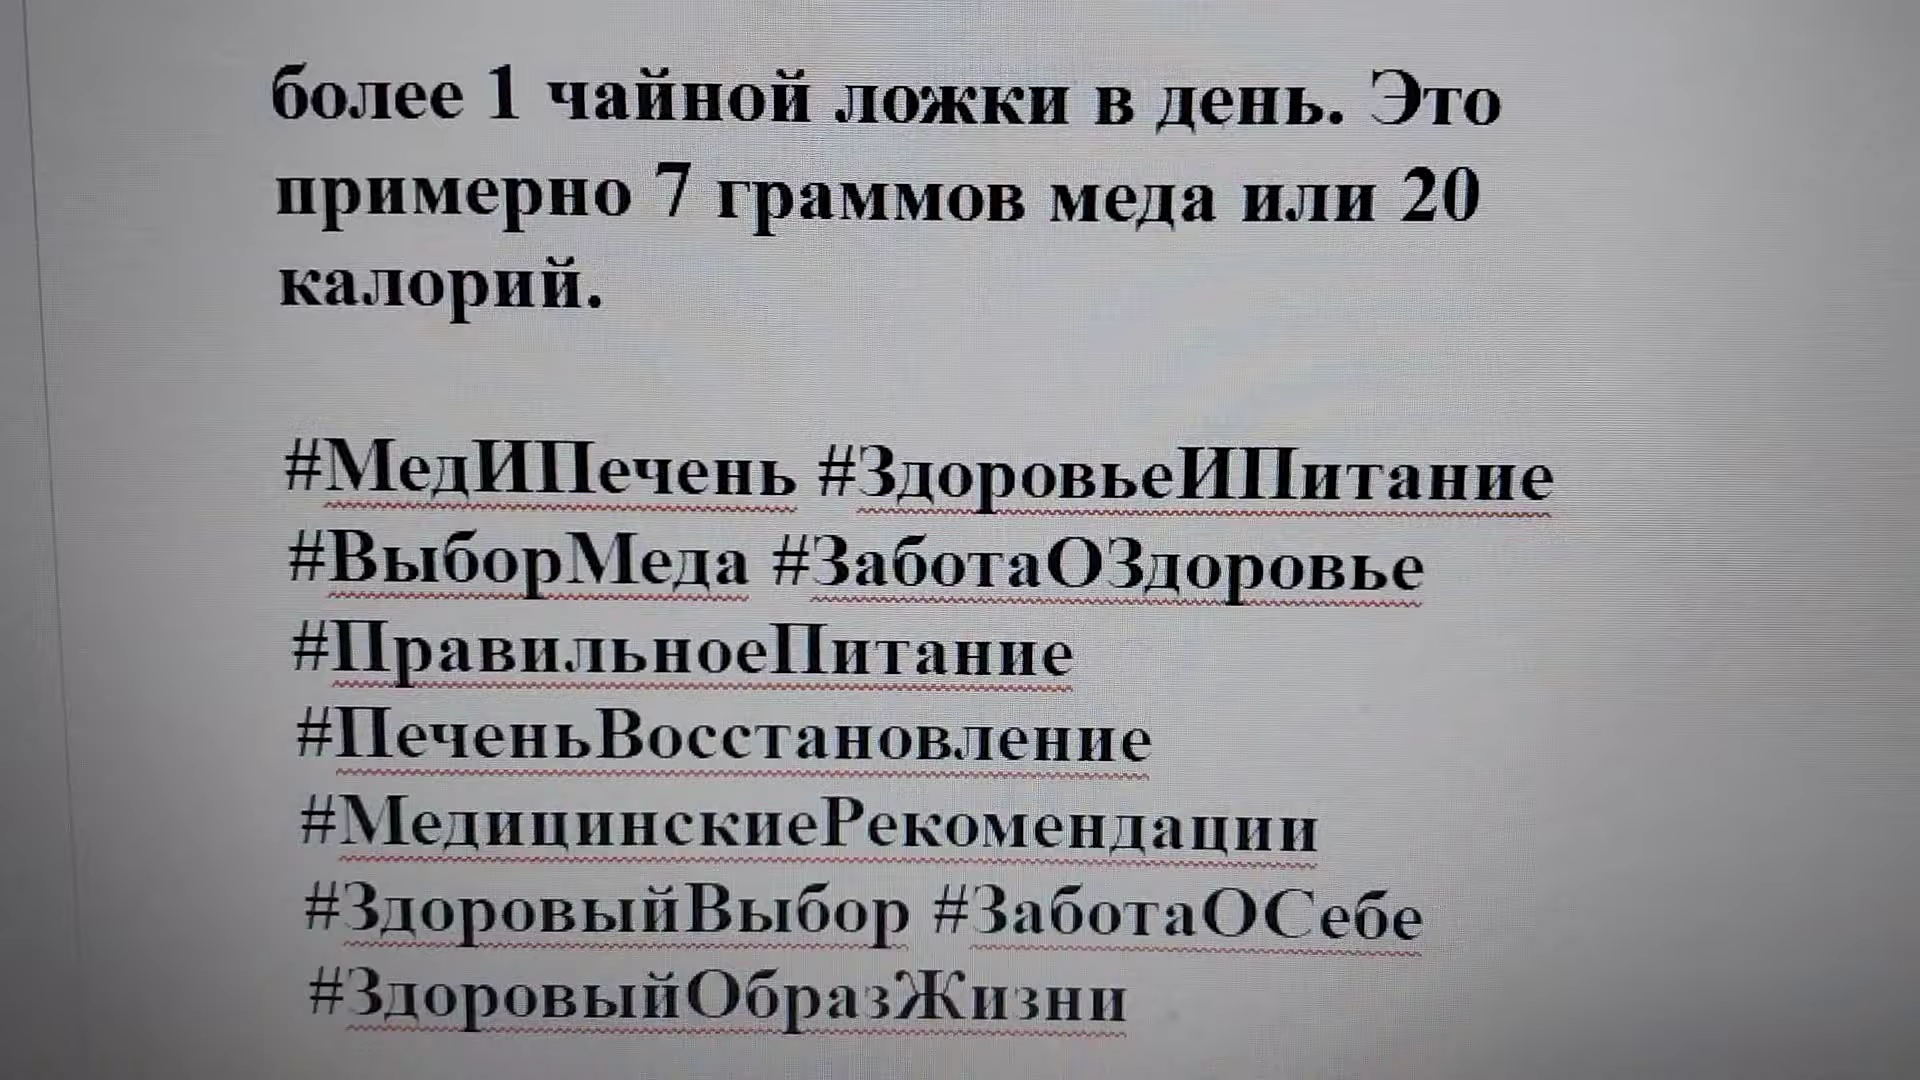 более 1 чайной ложки в день. Это
примерно 7 граммов меда или 20
калорий.
#МедИПечень #ЗдоровьеИПитание
#ВыборМеда #ЗаботаОЗдоровье
#ПравильноеПитание
#ПеченьВосстановление
#МедицинскиеРекомендации
#ЗдоровыйВыбор #ЗаботаОСебе
#ЗдоровыйОбразЖизни